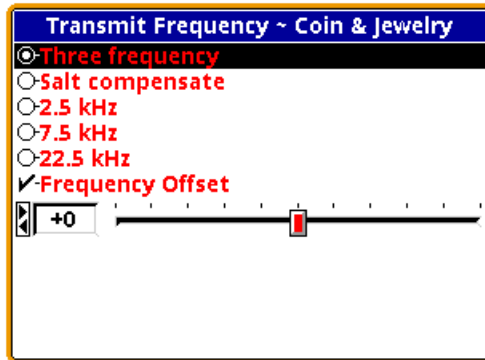 Transmit Frequency ~ Coin & Jewelry
Three frequency
Salt compensate
2.5 kHz
7.5 kHz
22.5 kHz
Frequency Offset
+0